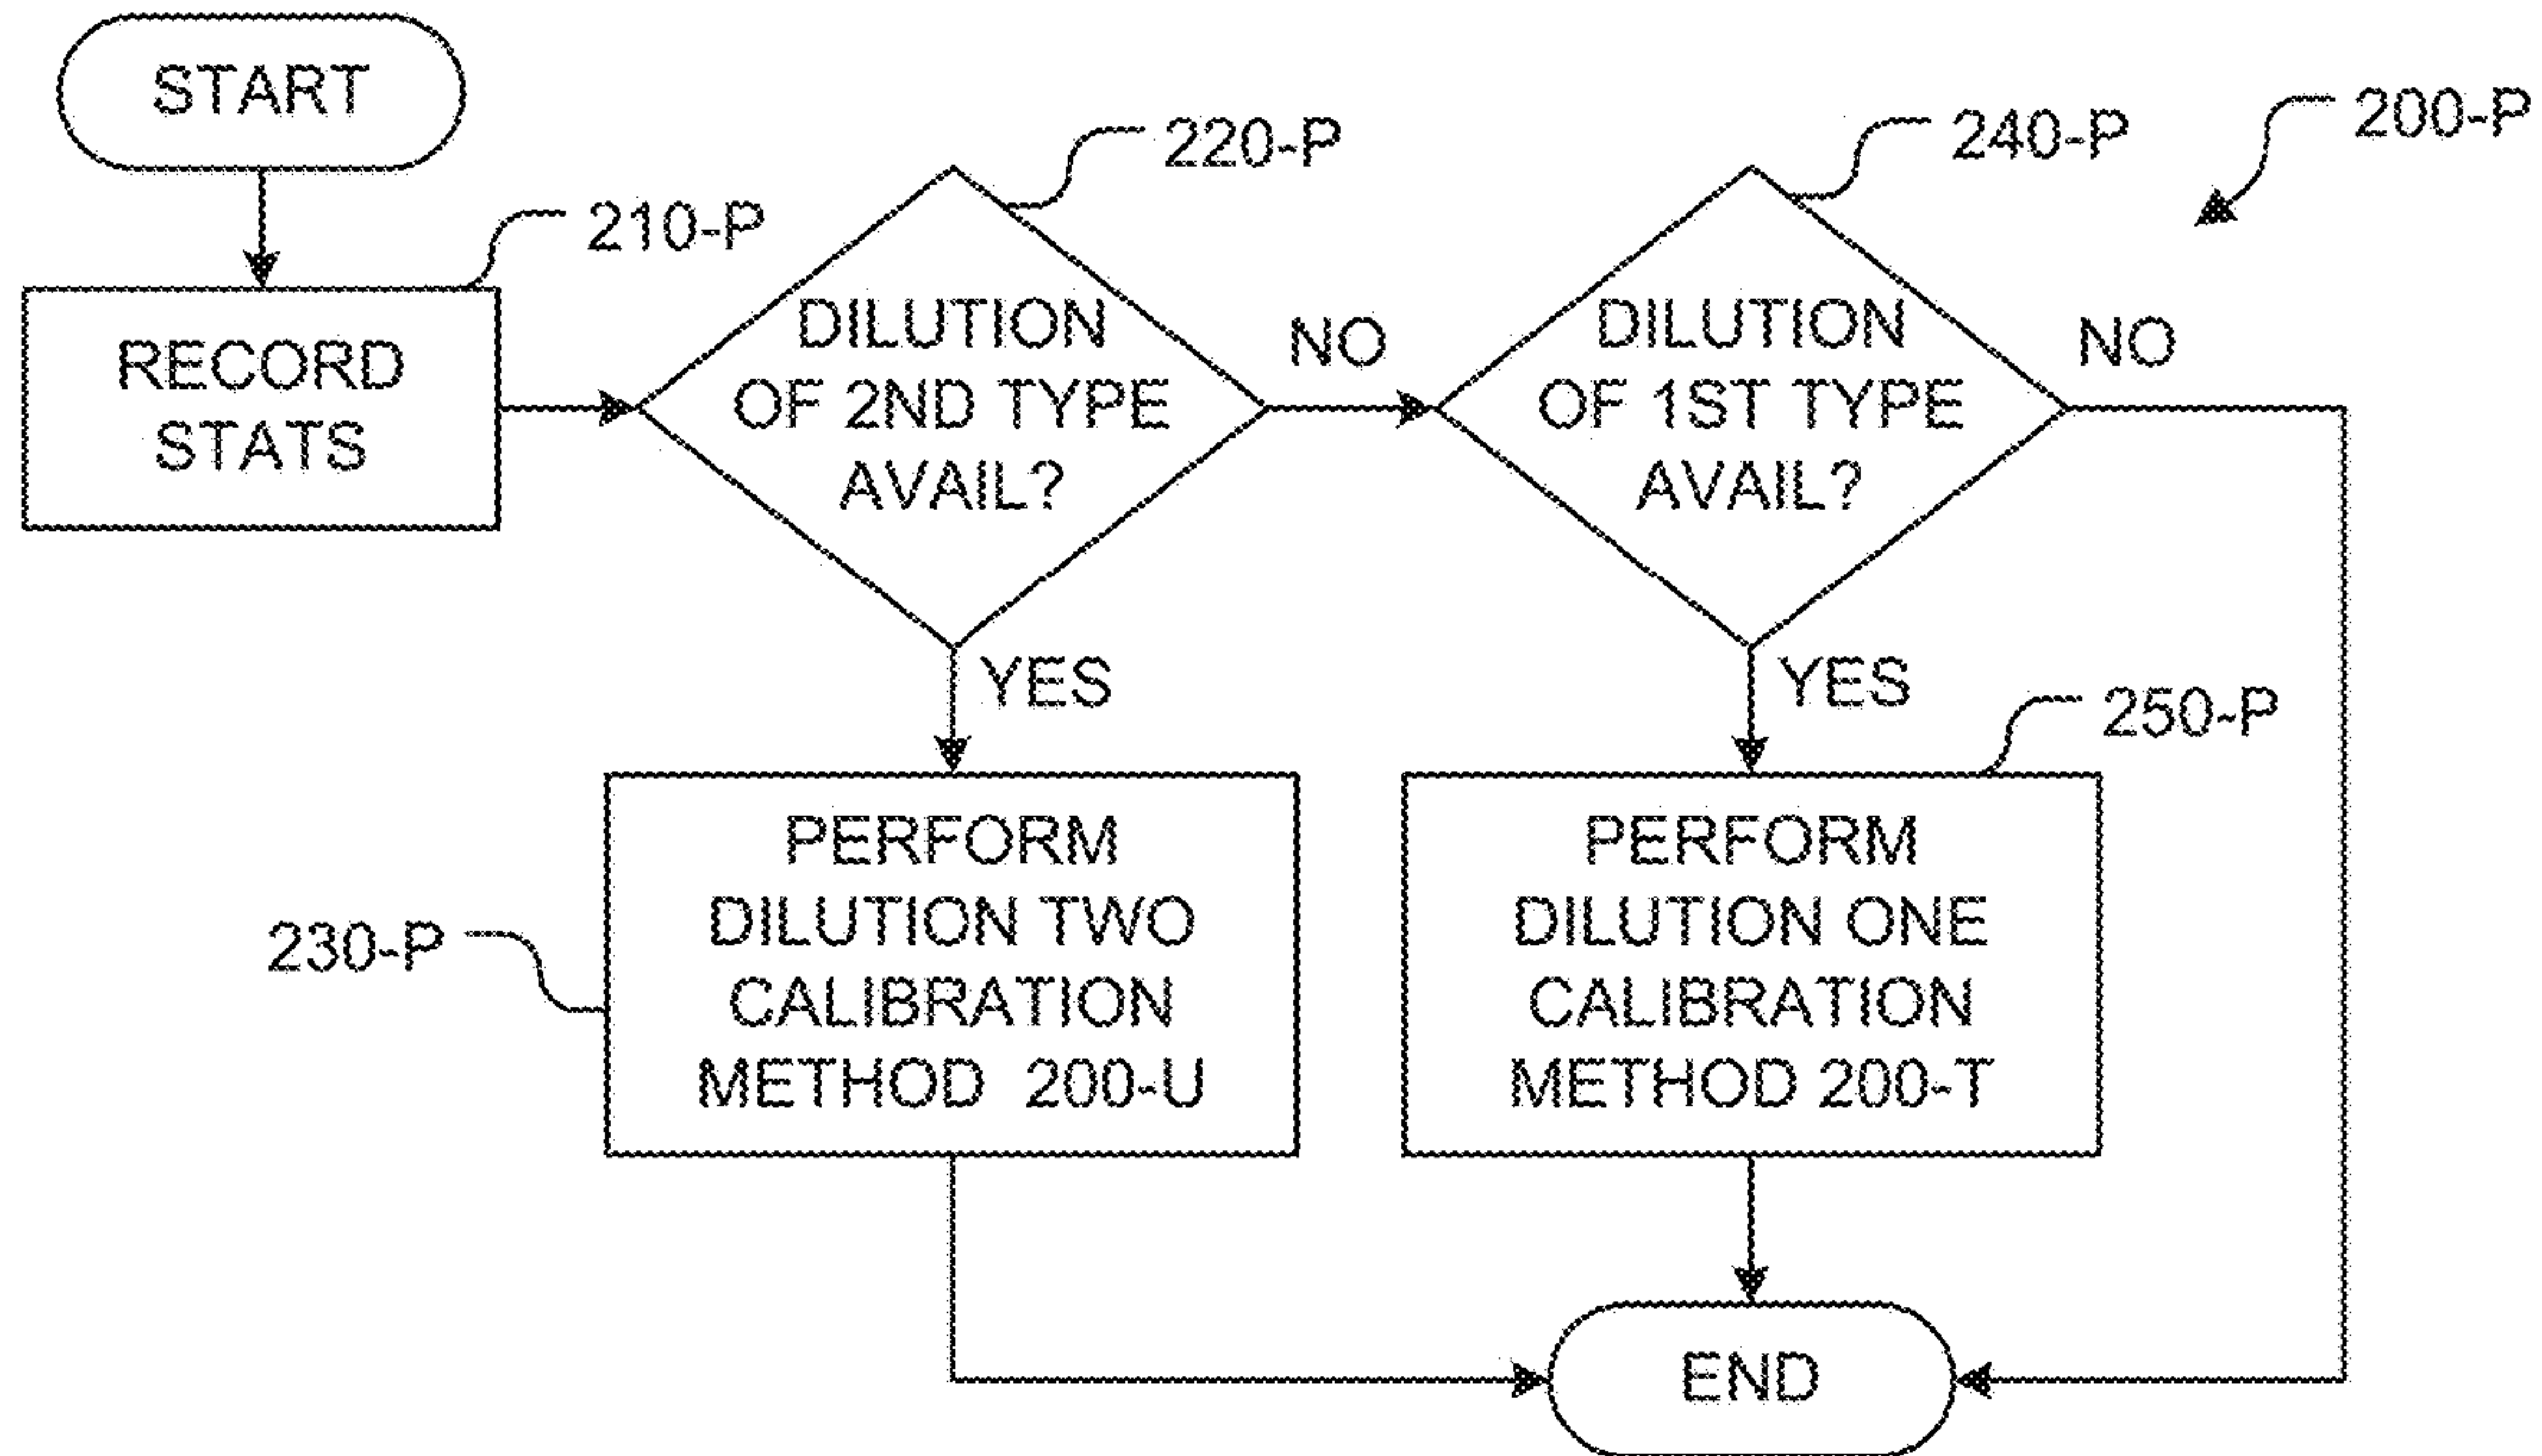 START
210-P
RECORD
STATS
220-P
DILUTION
OF 2ND TYPE
AVAIL?
NO
YES
240-P
DILUTION
OF 1ST TYPE
AVAIL?
NO
YES
200-P
230-P
PERFORM
DILUTION TWO
CALIBRATION
METHOD 200-U
250-P
PERFORM
DILUTION ONE
CALIBRATION
METHOD 200-T
END